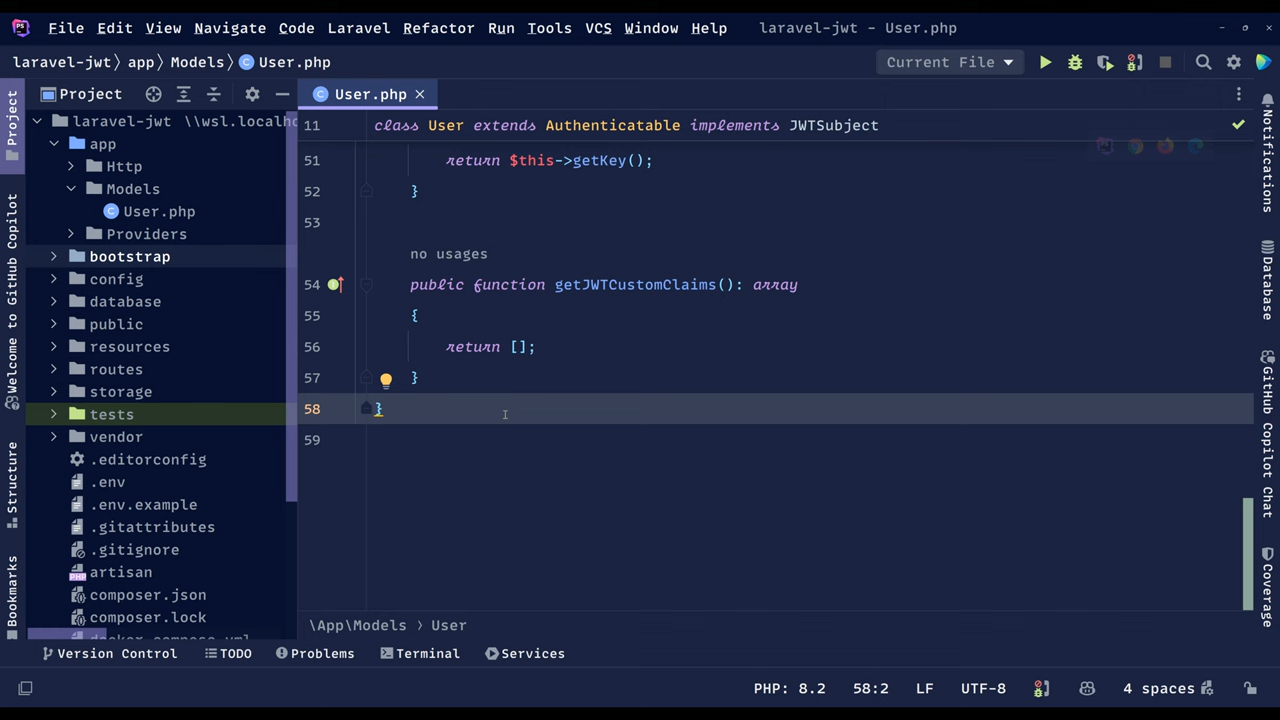 File Edit View Navigate Code Laravel Refactor Run Tools VCS Window Help laravel-jwt - User.php
laravel-jwt app Models User.php Current File
Project User.php
laravel-jwt \\wsl.localho
app
Http
Models
User.php
Providers
bootstrap
config
database
public
resources
routes
storage
tests
vendor
.editorconfig
.env
.env.example
.gitattributes
.gitignore
artisan
composer.json
composer.lock
11 class User extends Authenticatable implements JWTSubject
51 return $this->getKey();
52 }
53
no usages
54 public function getJWTCustomClaims(): array
55 {
56 return [];
57 }
58 }
59
\App\Models User
Project
Welcome to GitHub Copilot
Structure
Bookmarks
Notifications
Database
GitHub Copilot Chat
Coverage
Version Control TODO Problems Terminal Services
PHP: 8.2 58:2 LF UTF-8 4 spaces